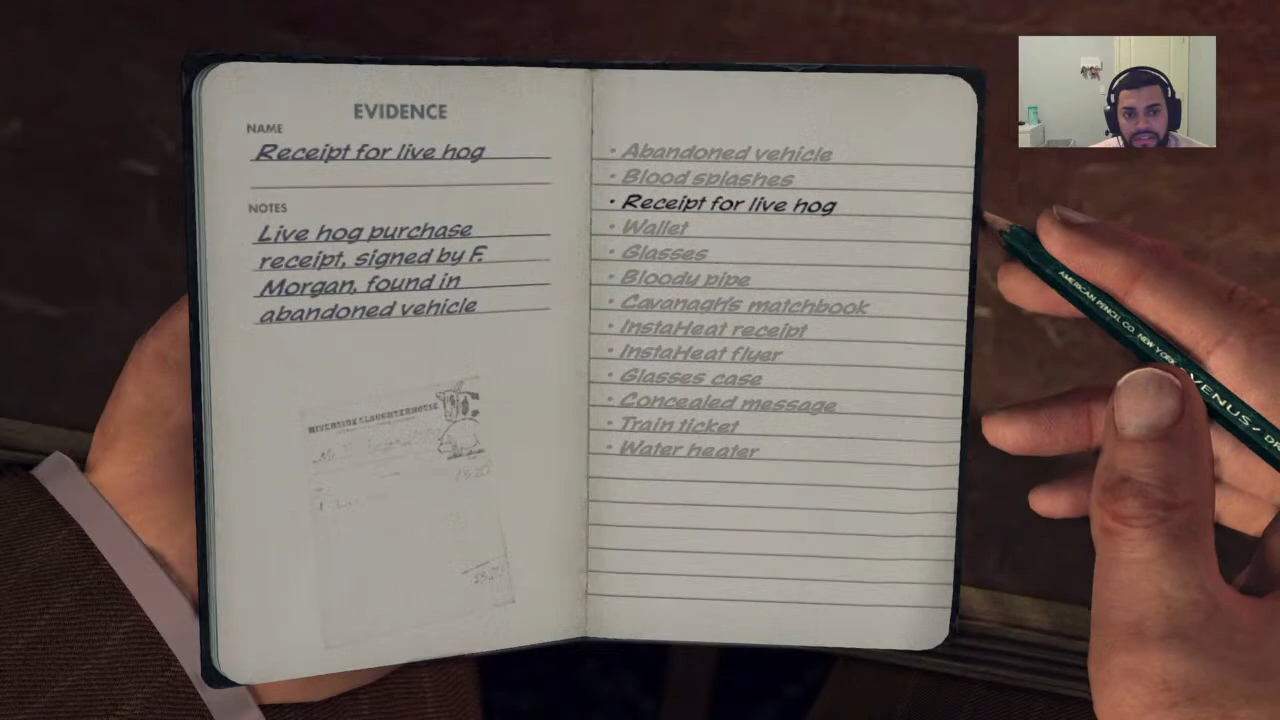 EVIDENCE
NAME
Receipt for live hog
NOTES
Live hog purchase
receipt, signed by F.
Morgan, found in
abandoned vehicle
RIVERSIDE SLAUGHTERHOUSE
• Abandoned vehicle
• Blood splashes
• Receipt for live hog
• Wallet
• Glasses
• Bloody pipe
• Cavanagh's matchbook
• InstaHeat receipt
• InstaHeat flyer
• Glasses case
• Concealed message
• Train ticket
• Water heater
AMERICAN PENCIL CO. NEW YORK VENUS